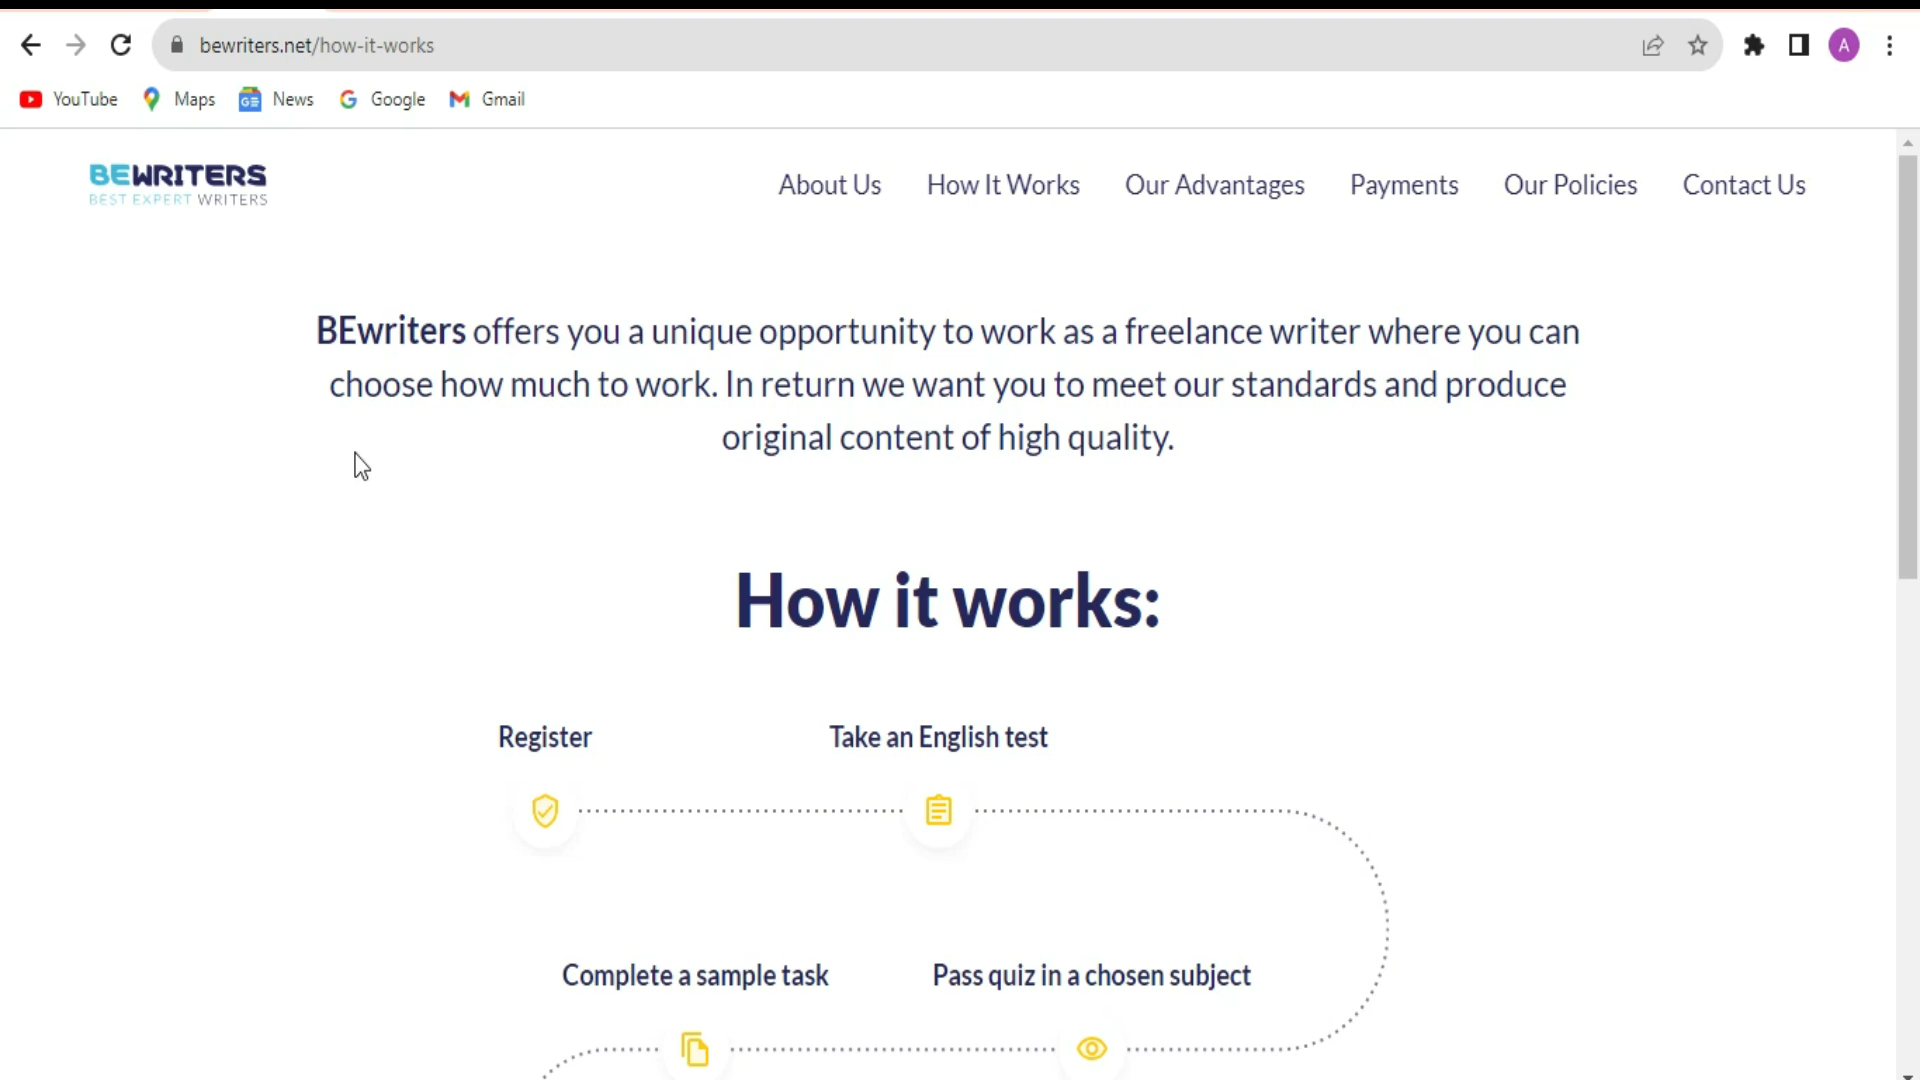 bewriters.net/how-it-works
A
YouTube Maps News Google Gmail
BEWRITERS
BEST EXPERT WRITERS
About Us How It Works Our Advantages Payments Our Policies Contact Us
BEwriters offers you a unique opportunity to work as a freelance writer where you can
choose how much to work. In return we want you to meet our standards and produce
original content of high quality.
How it works:
Register Take an English test
Complete a sample task Pass quiz in a chosen subject